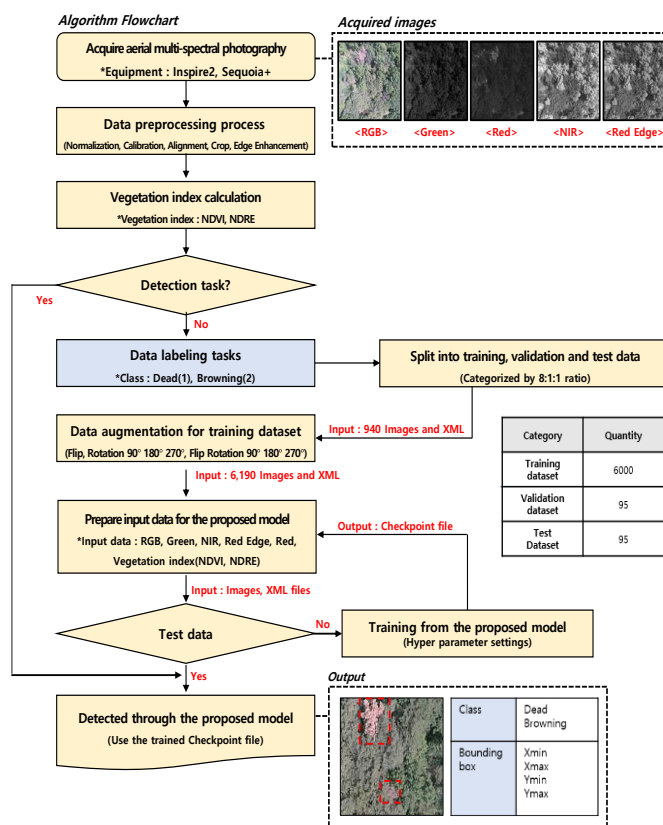 Algorithm Flowchart
Acquire aerial multi-spectral photography
*Equipment : Inspire2, Sequoia+
Acquired images
<RGB>
<Green>
<Red>
<NIR>
<Red Edge>
Data preprocessing process
(Normalization, Calibration, Alignment, Crop, Edge Enhancement)
Vegetation index calculation
*Vegetation index : NDVI, NDRE
Detection task?
Yes
No
Data labeling tasks
*Class : Dead(1), Browning(2)
Split into training, validation and test data
(Categorized by 8:1:1 ratio)
Input : 940 Images and XML
Data augmentation for training dataset
(Flip, Rotation 90° 180° 270°, Flip Rotation 90° 180° 270°)
Input : 6,190 Images and XML
Category
Quantity
Training
dataset
6000
Validation
dataset
95
Test
Dataset
95
Prepare input data for the proposed model
*Input data : RGB, Green, NIR, Red Edge, Red,
Vegetation index(NDVI, NDRE)
Output : Checkpoint file
Input : Images, XML files
Test data
No
Training from the proposed model
(Hyper parameter settings)
Yes
Detected through the proposed model
(Use the trained Checkpoint file)
Output
Class
Dead
Browning
Bounding
box
Xmin
Xmax
Ymin
Ymax